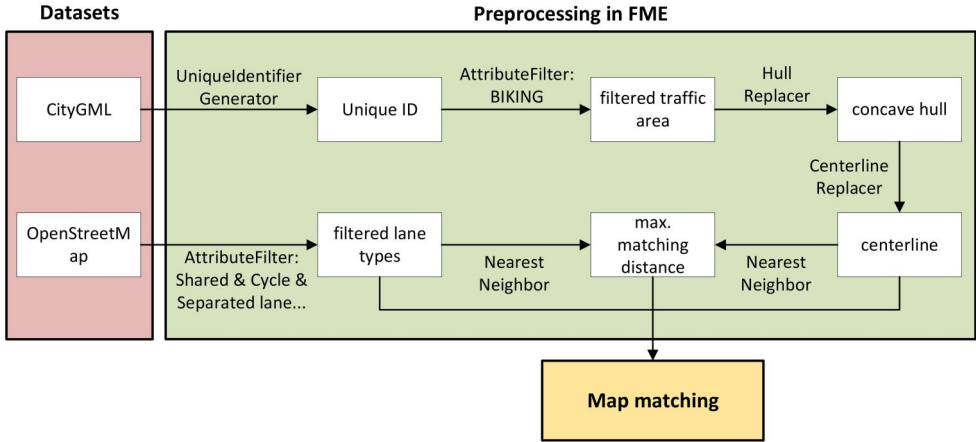 Datasets
Preprocessing in FME
CityGML
UniqueIdentifier
Generator
Unique ID
AttributeFilter:
BIKING
filtered traffic
area
Hull
Replacer
concave hull
Centerline
Replacer
OpenStreetM
ap
AttributeFilter:
Shared & Cycle &
Separated lane...
filtered lane
types
Nearest
Neighbor
max.
matching
distance
Nearest
Neighbor
centerline
Map matching